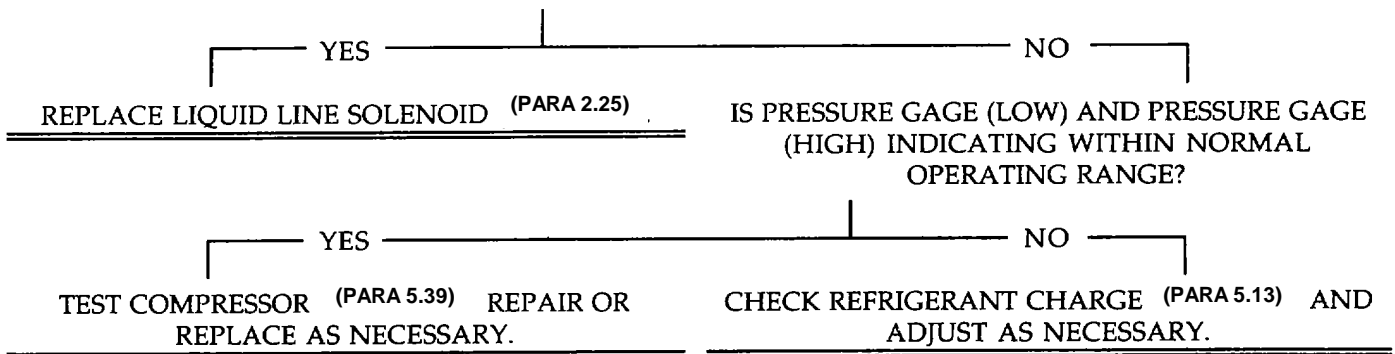 YES
NO
REPLACE LIQUID LINE SOLENOID (PARA 2.25)
IS PRESSURE GAGE (LOW) AND PRESSURE GAGE
(HIGH) INDICATING WITHIN NORMAL
OPERATING RANGE?
YES
NO
TEST COMPRESSOR (PARA 5.39) REPAIR OR
REPLACE AS NECESSARY.
CHECK REFRIGERANT CHARGE (PARA 5.13) AND
ADJUST AS NECESSARY.